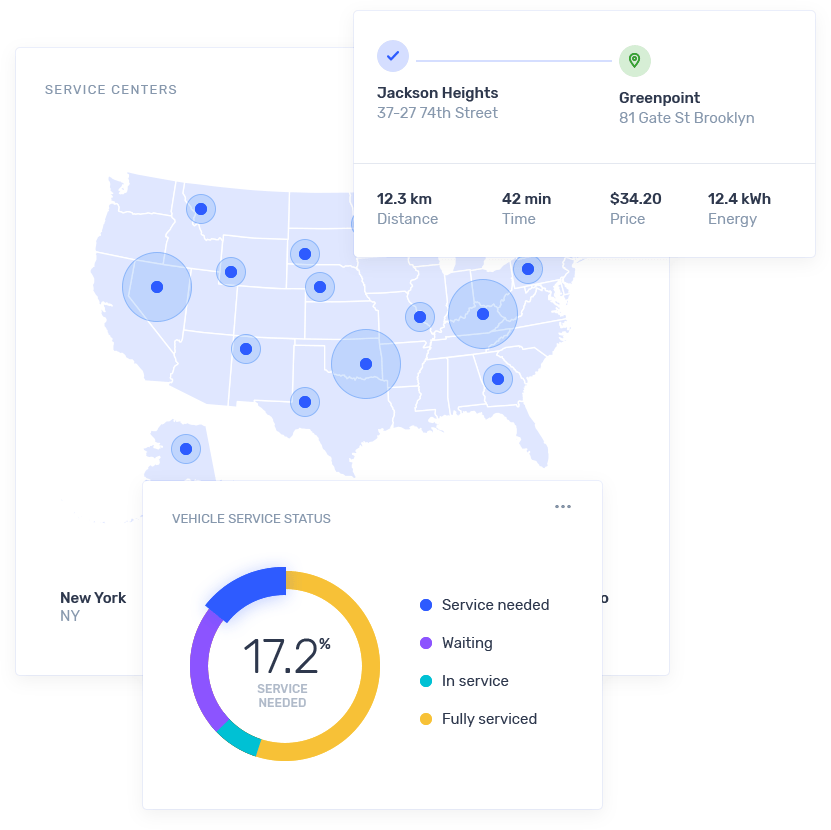 SERVICE CENTERS
Jackson Heights
37-27 74th Street
Greenpoint
81 Gate St Brooklyn
12.3 km
Distance
42 min
Time
$34.20
Price
12.4 kWh
Energy
New York
NY
VEHICLE SERVICE STATUS
17.2%
SERVICE
NEEDED
Service needed
Waiting
In service
Fully serviced